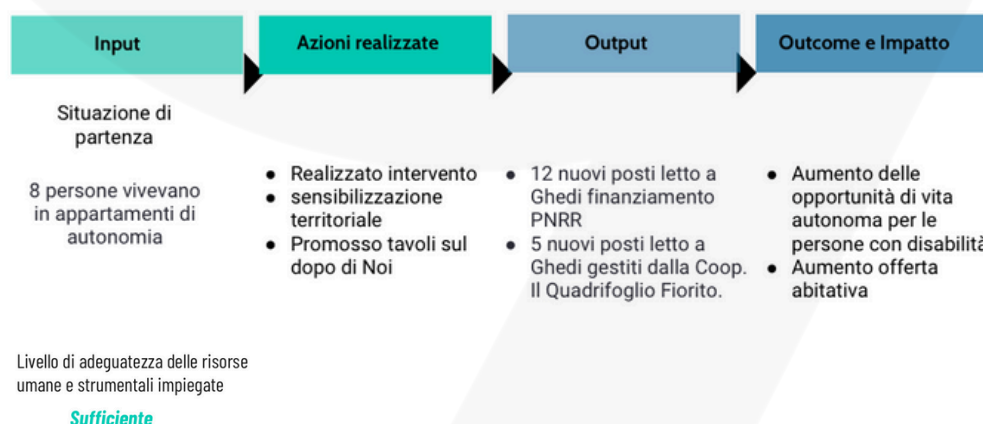 Input
Azioni realizzate
Output
Outcome e Impatto
Situazione di
partenza
8 persone vivevano
in appartamenti di
autonomia
● Realizzato intervento
● sensibilizzazione
territoriale
● Promosso tavoli sul
dopo di Noi
● 12 nuovi posti letto a
Ghedi finanziamento
PNRR
● 5 nuovi posti letto a
Ghedi gestiti dalla Coop.
Il Quadrifoglio Fiorito.
● Aumento delle
opportunità di vita
autonoma per le
persone con disabilità
● Aumento offerta
abitativa
Livello di adeguatezza delle risorse
umane e strumentali impiegate
Sufficiente